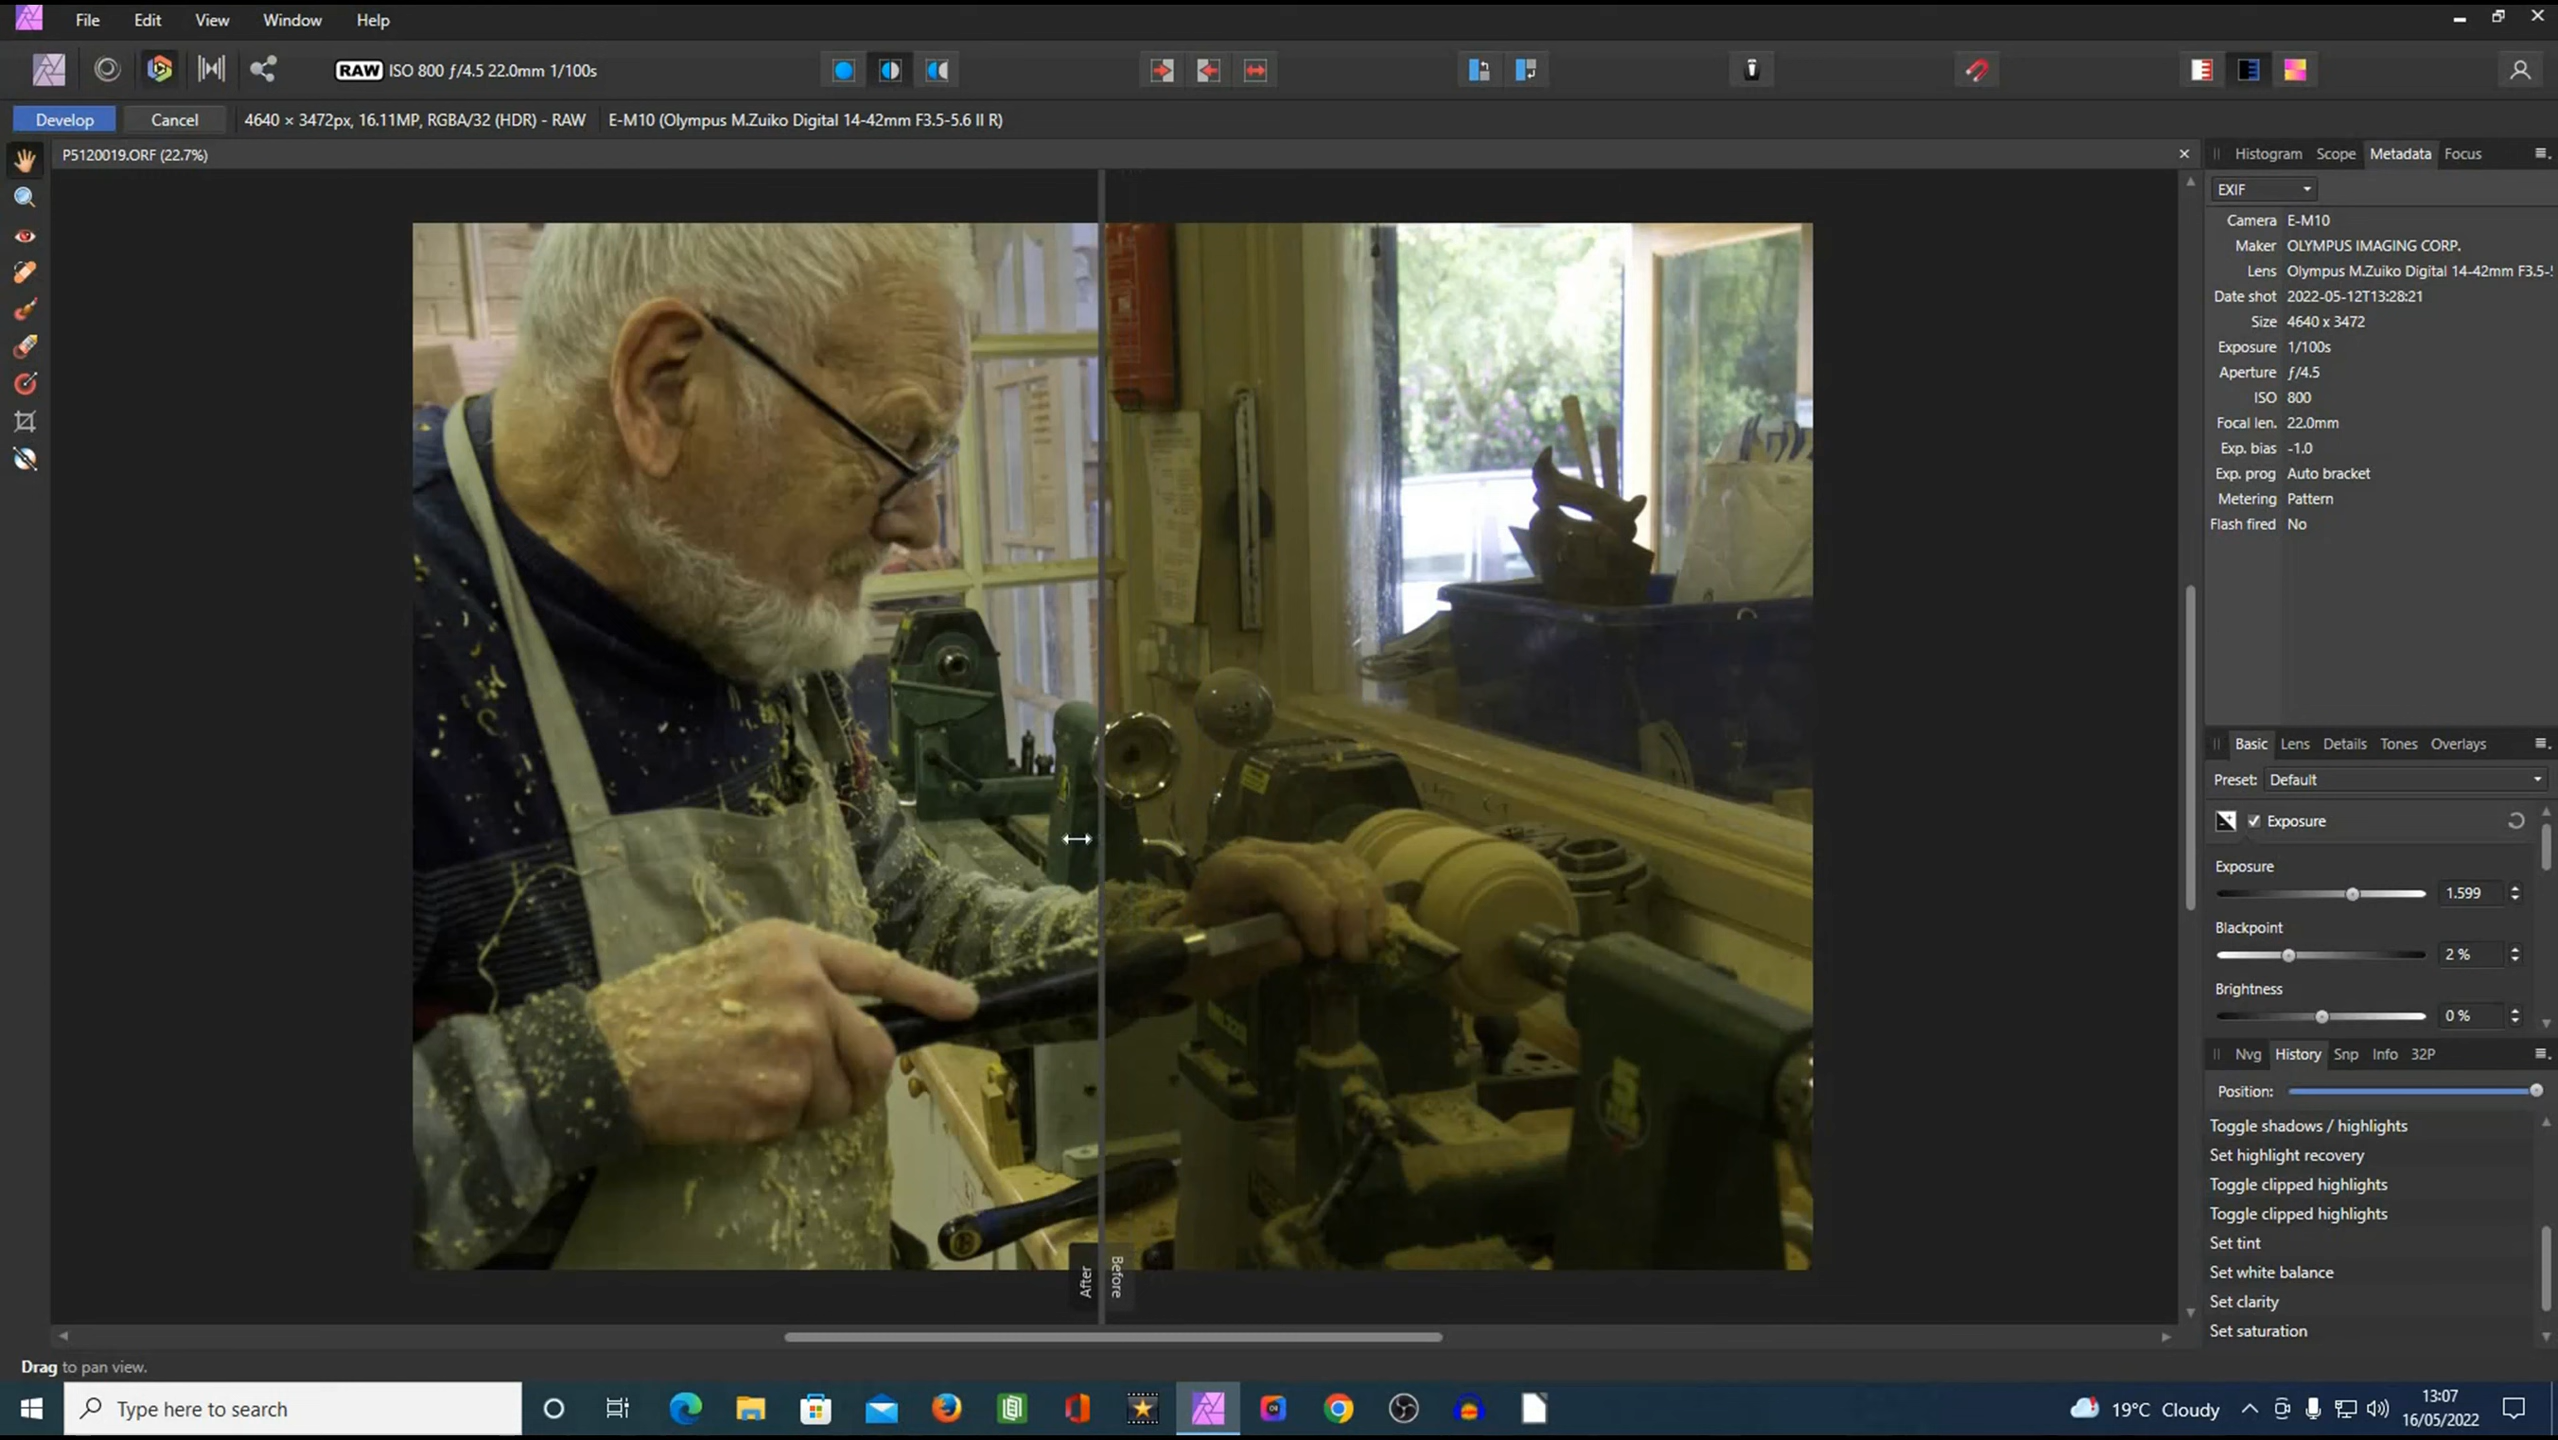 File Edit View Window Help
RAW ISO 800 ƒ/4.5 22.0mm 1/100s
Develop Cancel 4640 × 3472px, 16.11MP, RGBA/32 (HDR) - RAW E-M10 (Olympus M.Zuiko Digital 14-42mm F3.5-5.6 II R)
P5120019.ORF (22.7%)
Histogram Scope Metadata Focus
EXIF
Camera E-M10
Maker OLYMPUS IMAGING CORP.
Lens Olympus M.Zuiko Digital 14-42mm F3.5-
Date shot 2022-05-12T13:28:21
Size 4640 x 3472
Exposure 1/100s
Aperture ƒ/4.5
ISO 800
Focal len. 22.0mm
Exp. bias -1.0
Exp. prog Auto bracket
Metering Pattern
Flash fired No
Basic Lens Details Tones Overlays
Preset: Default
Exposure
Exposure
1.599
Blackpoint
2 %
Brightness
0 %
Nvg History Snp Info 32P
Position:
Toggle shadows / highlights
Set highlight recovery
Toggle clipped highlights
Toggle clipped highlights
Set tint
Set white balance
Set clarity
Set saturation
After
Before
Drag to pan view.
Type here to search
19°C Cloudy
13:07
16/05/2022